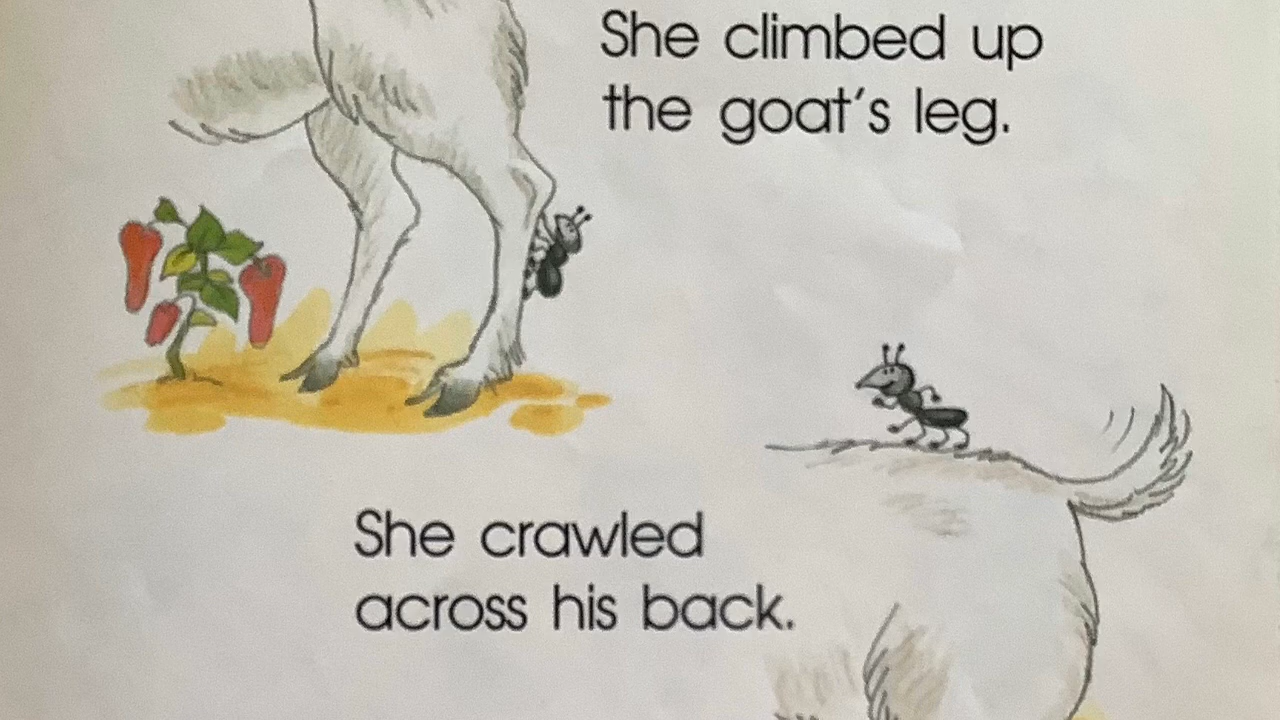 She climbed up
the goat's leg.
She crawled
across his back.